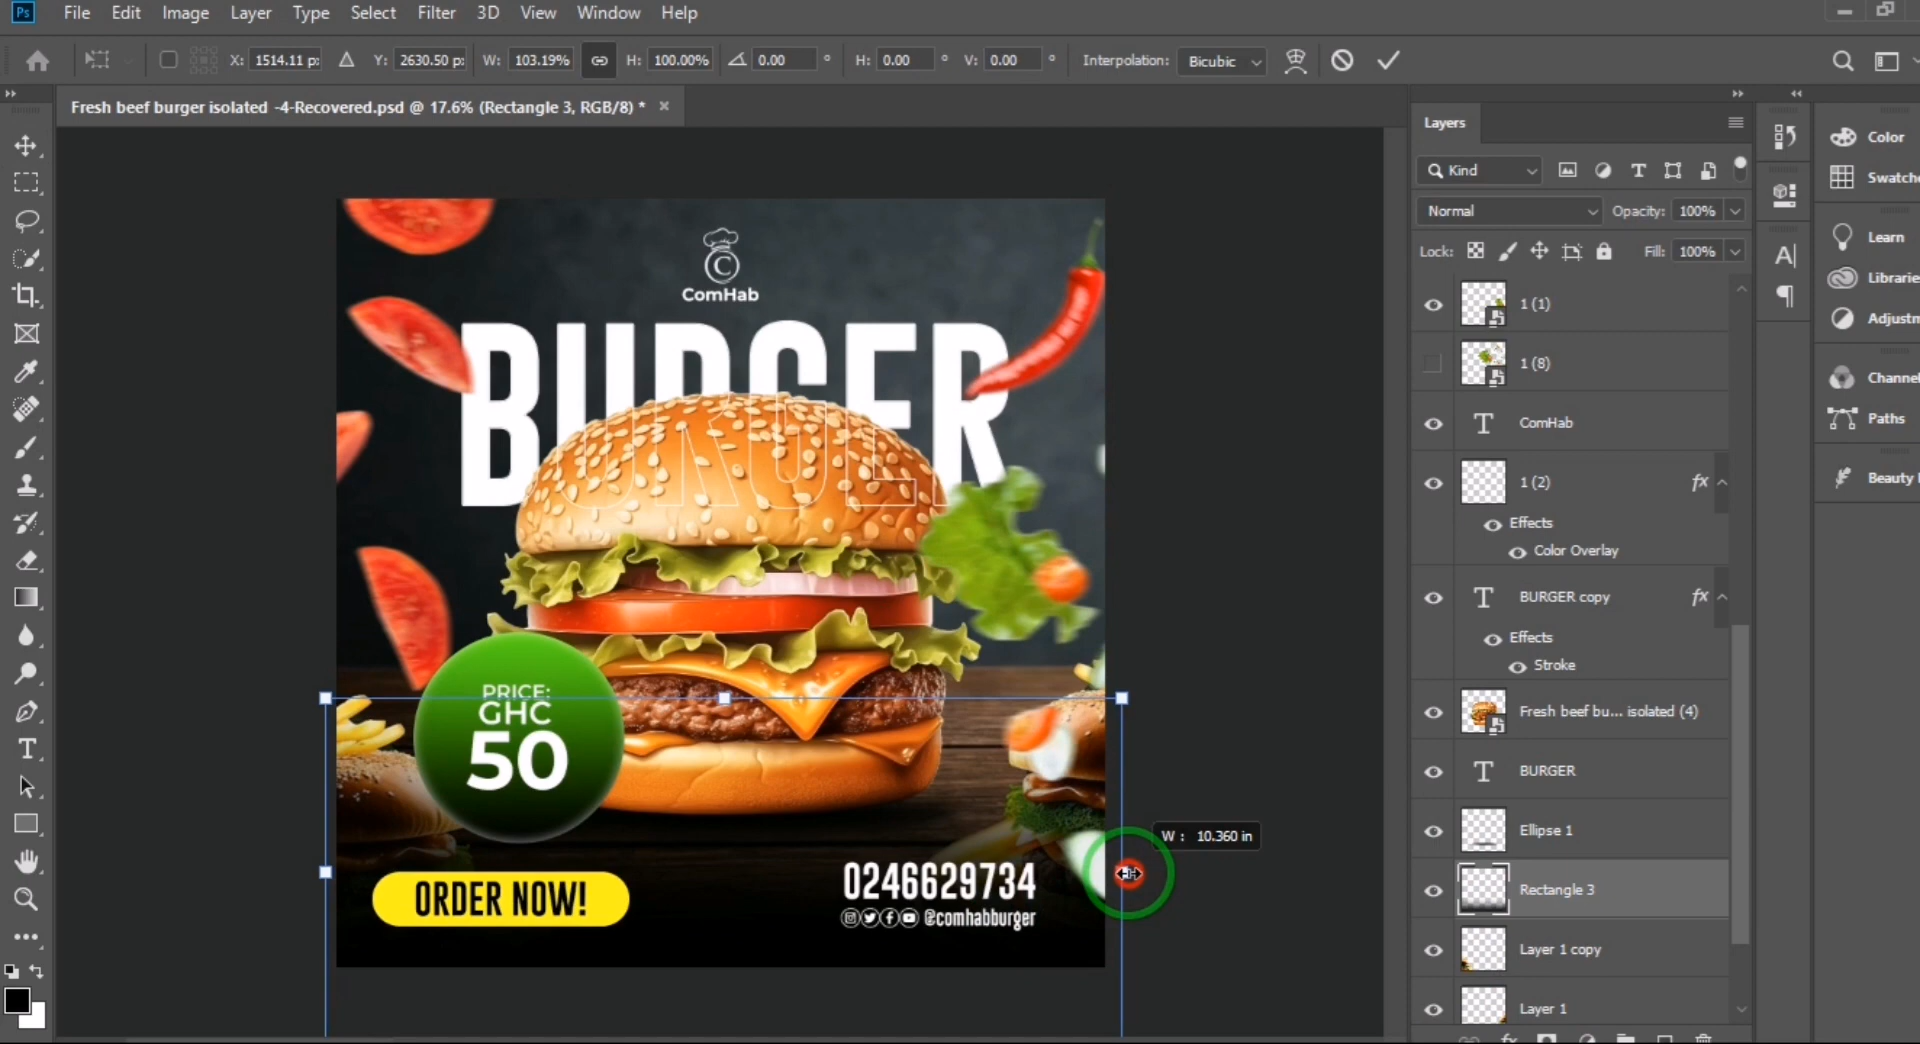 Ps File Edit Image Layer Type Select Filter 3D View Window Help
X: 1514.11 p Y: 2630.50 p W: 103.19% H: 100.00% 0.00 ° H: 0.00 ° V: 0.00 ° Interpolation: Bicubic
Fresh beef burger isolated -4-Recovered.psd @ 17.6% (Rectangle 3, RGB/8) * ×
ComHab
BURGER
PRICE:
GHC
50
ORDER NOW!
0246629734
@comhabburger
W : 10.360 in
Layers
Kind
Normal Opacity: 100%
Lock: Fill: 100%
1 (1)
1 (8)
ComHab
1 (2) fx
Effects
Color Overlay
BURGER copy fx
Effects
Stroke
Fresh beef bu... isolated (4)
BURGER
Ellipse 1
Rectangle 3
Layer 1 copy
Layer 1
Color
Swatche
Learn
Librarie
Adjustm
Channel
Paths
Beauty